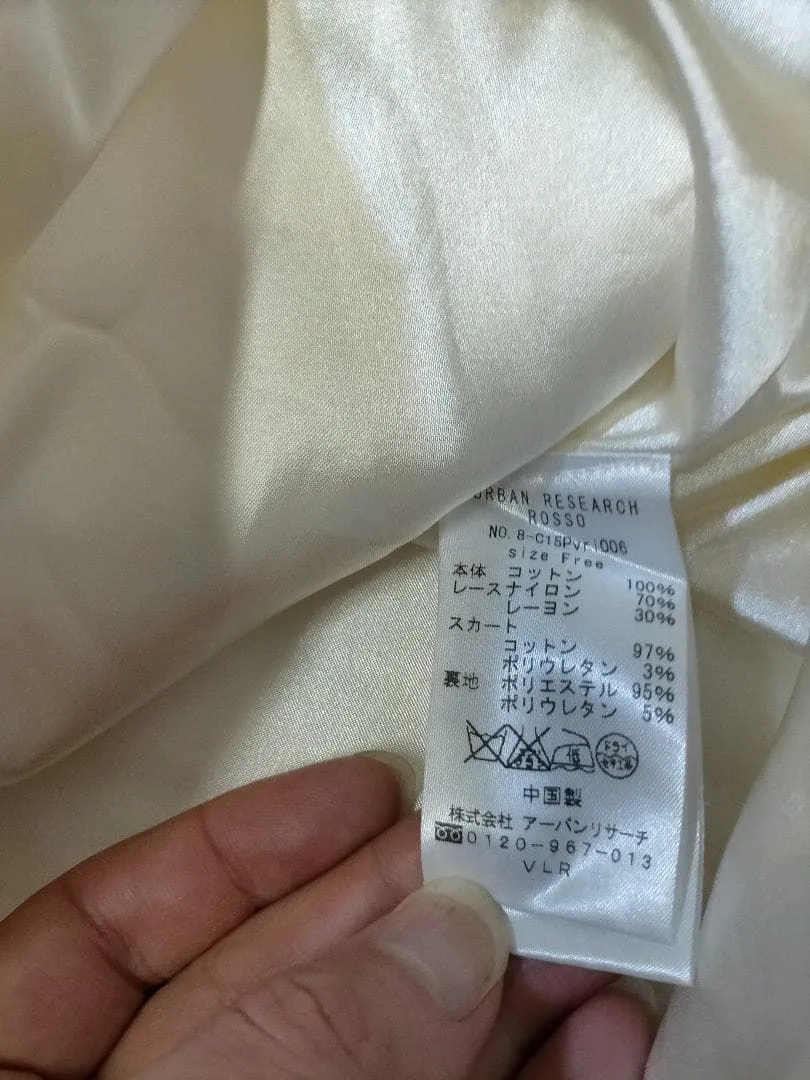 URBAN RESEARCH
ROSSO
size Free
本体 コットン 100%
レースナイロン 70%
レーヨン 30%
スカート
コットン 97%
ポリウレタン 3%
裏地 ポリエステル 95%
ポリウレタン 5%
ドライ
中国製
株式会社 アーバンリサーチ
0120-967-013
VLR